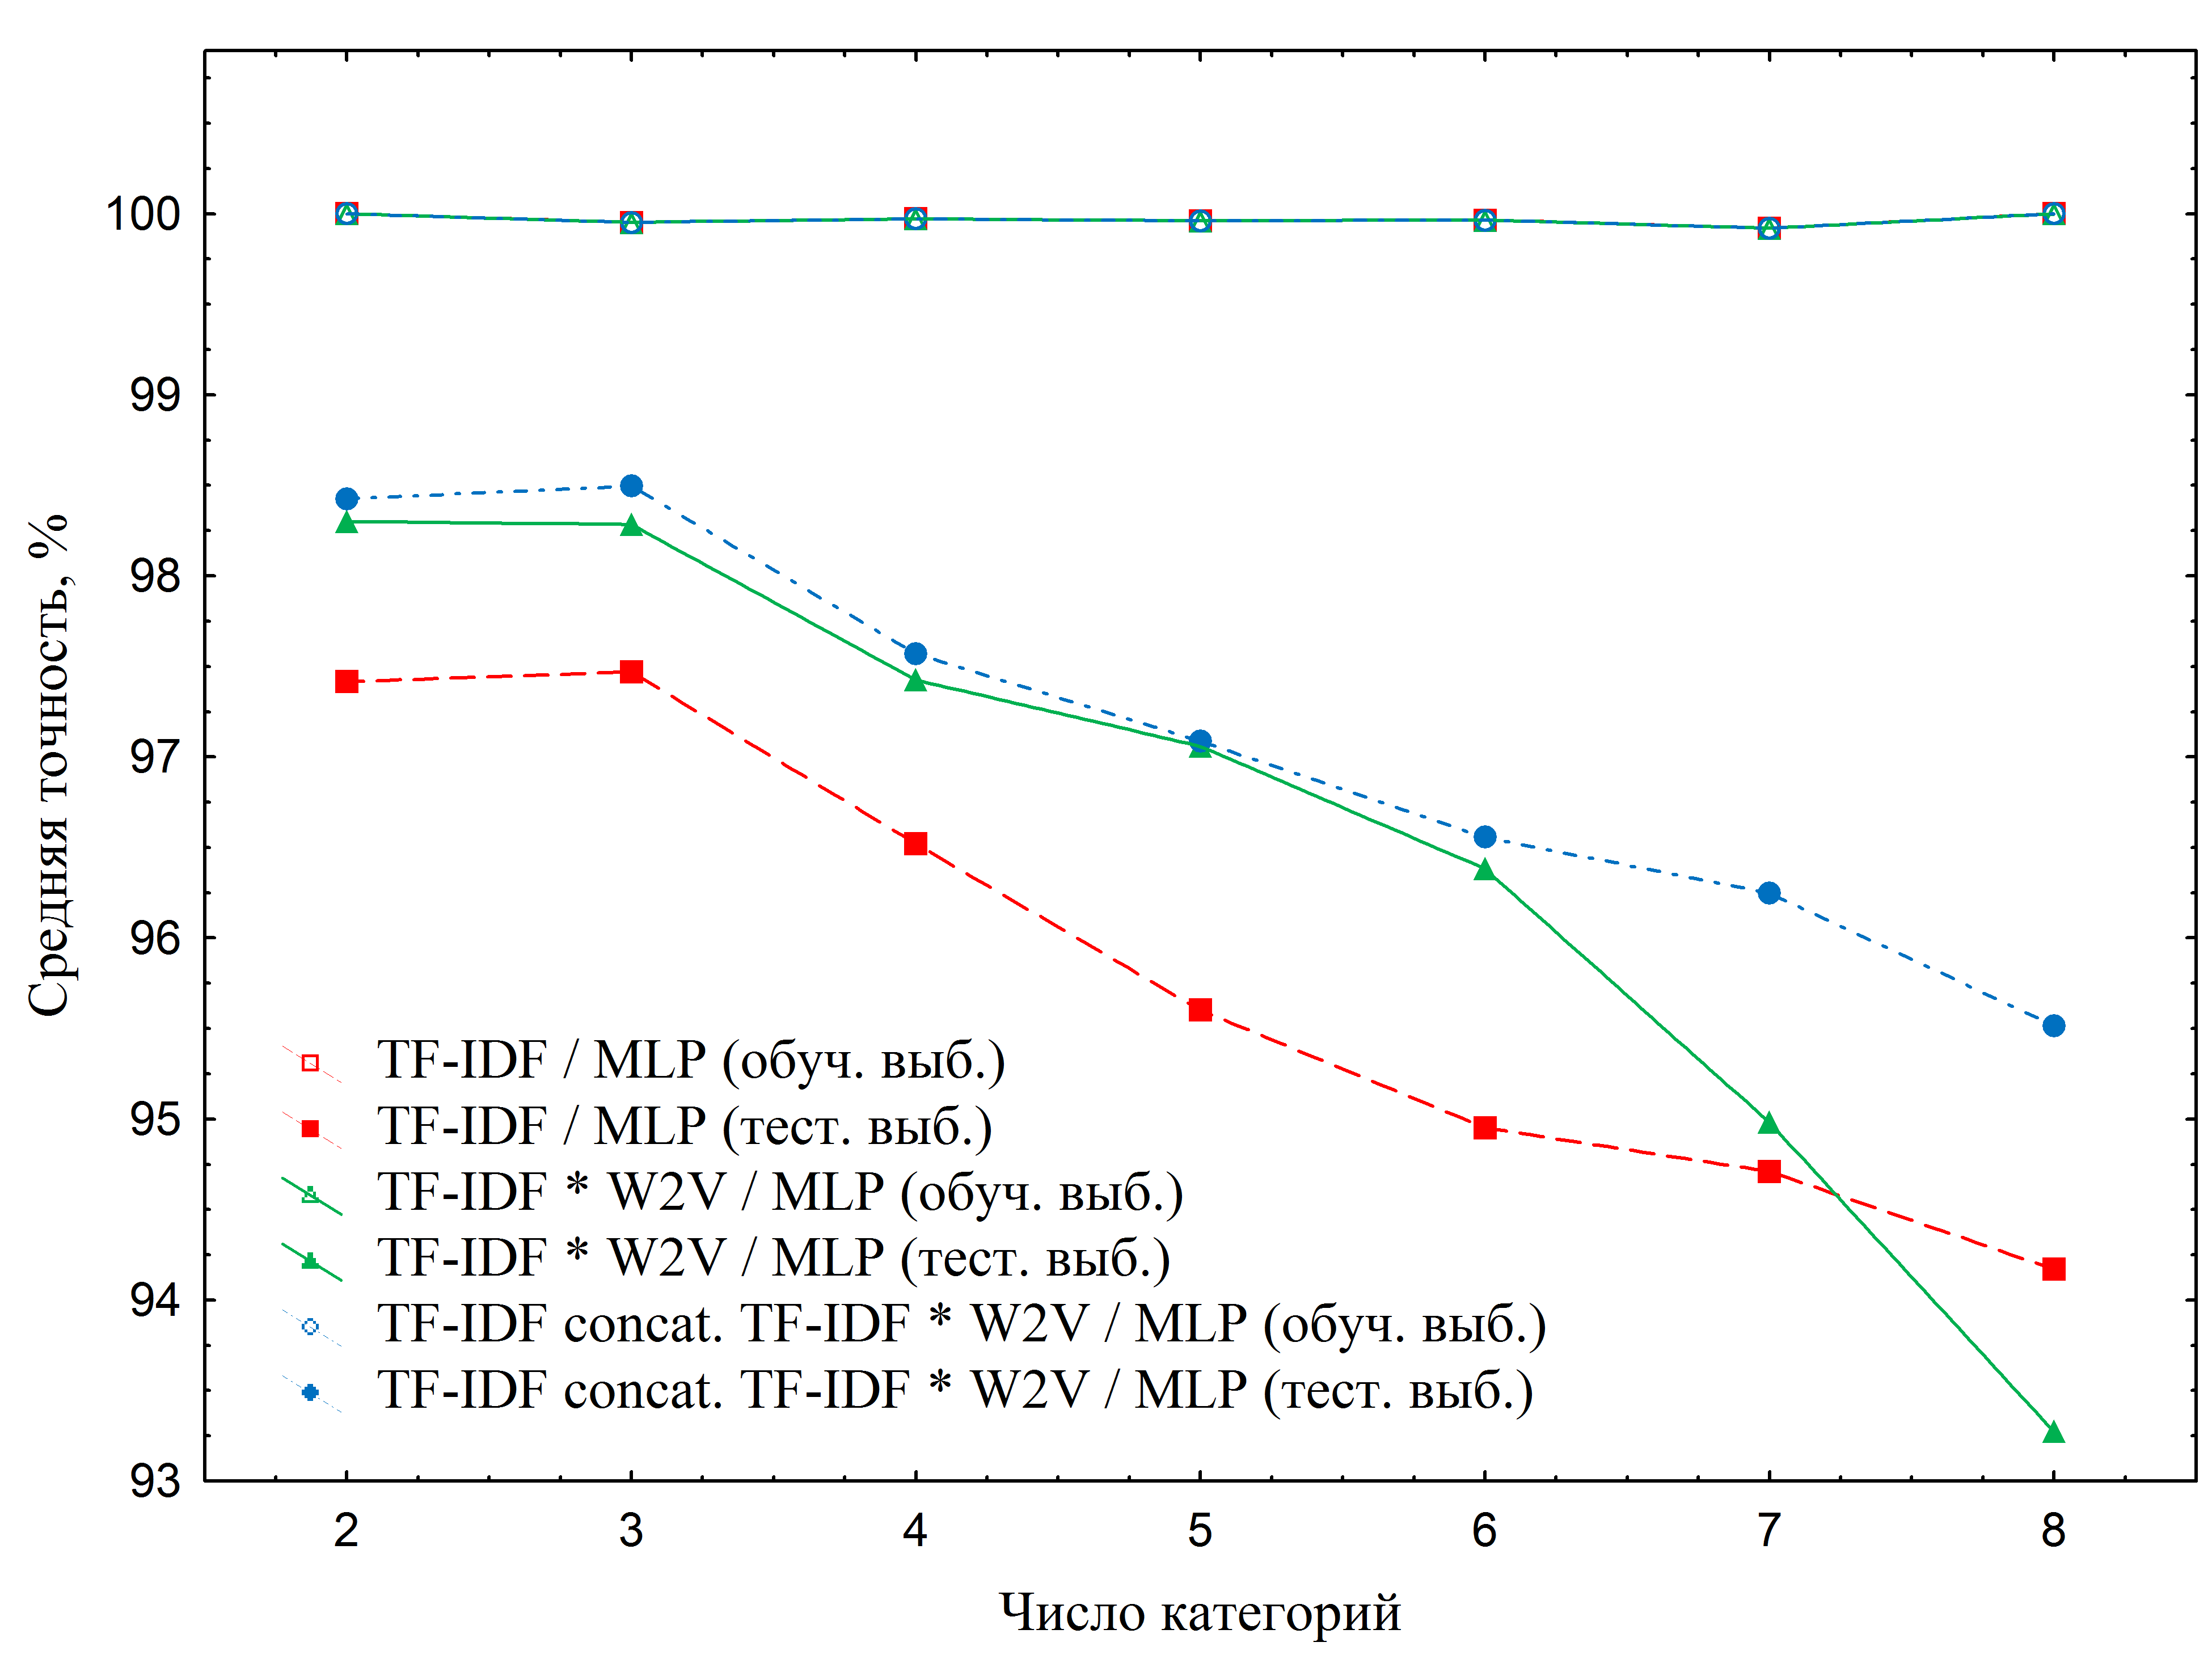 100
99
98
97
96
95
94
93
Средняя точность, %
TF-IDF / MLP (обуч. выб.)
TF-IDF / MLP (тест. выб.)
TF-IDF * W2V / MLP (обуч. выб.)
TF-IDF * W2V / MLP (тест. выб.)
TF-IDF concat. TF-IDF * W2V / MLP (обуч. выб.)
TF-IDF concat. TF-IDF * W2V / MLP (тест. выб.)
2 3 4 5 6 7 8
Число категорий